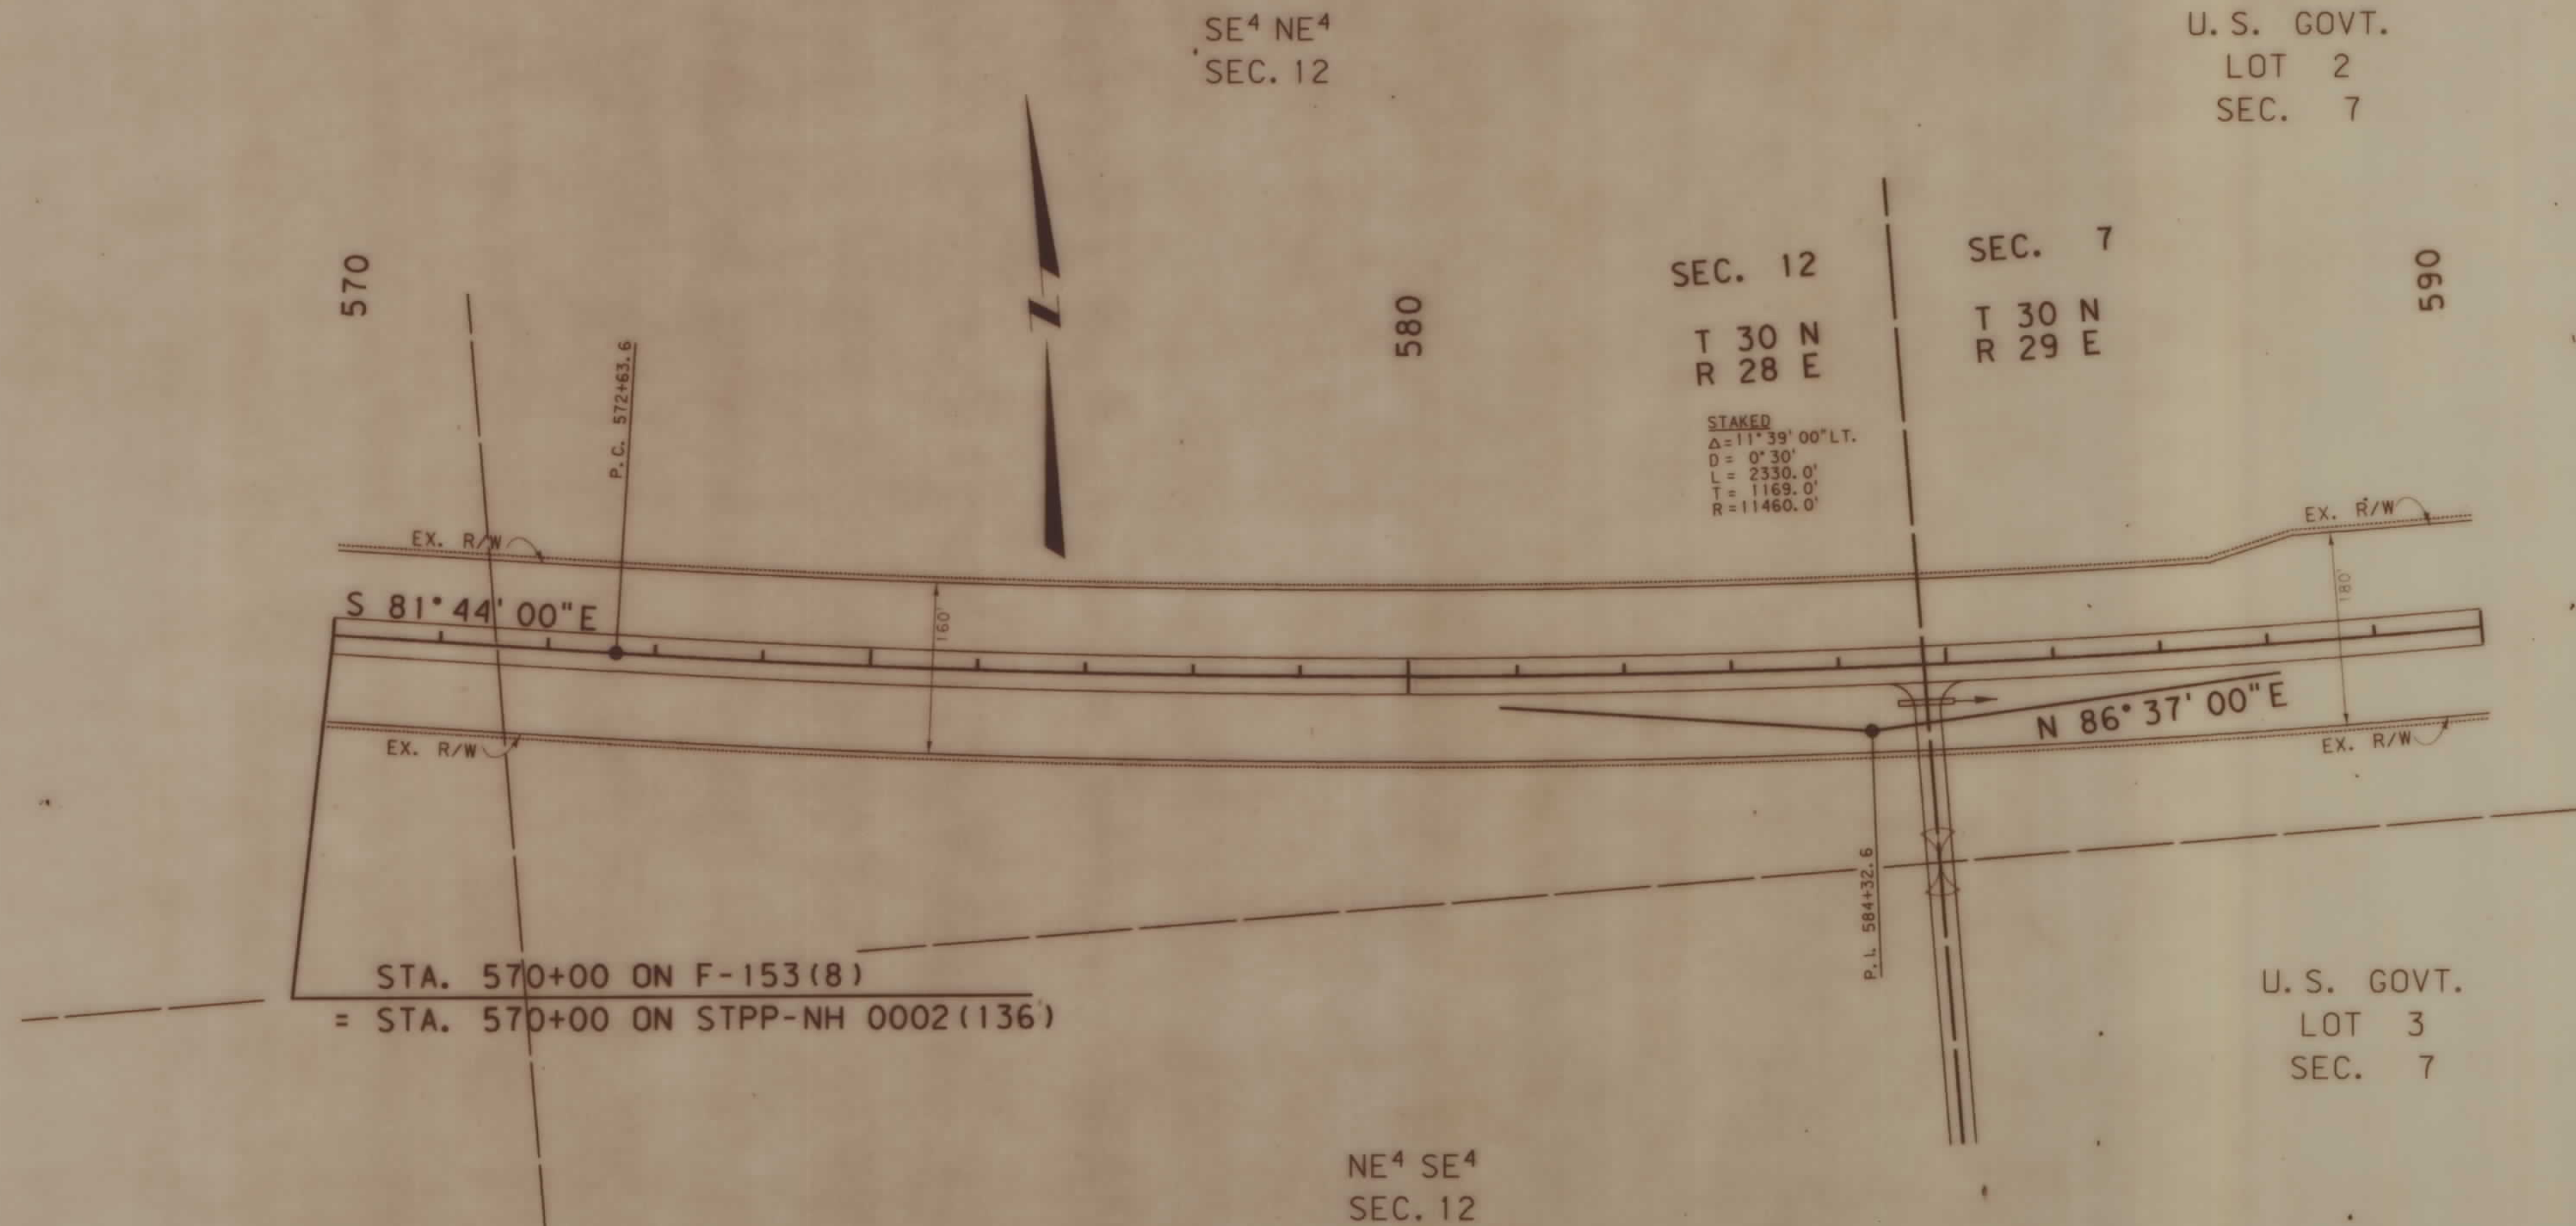 SE⁴ NE⁴
SEC. 12
U.S. GOVT.
LOT 2
SEC. 7
570
580
590
SEC. 12
T 30 N
R 28 E
SEC. 7
T 30 N
R 29 E
P.C. 572+63.6
STAKED
Δ=11°39'00"LT.
D= 0°30'
L= 2330.0'
T= 1169.0'
R=11460.0'
EX. R/W
EX. R/W
S 81°44'00"E
160'
180'
N 86°37'00"E
EX. R/W
EX. R/W
P.I. 584+32.6
STA. 570+00 ON F-153(8)
= STA. 570+00 ON STPP-NH 0002(136)
U.S. GOVT.
LOT 3
SEC. 7
NE⁴ SE⁴
SEC. 12